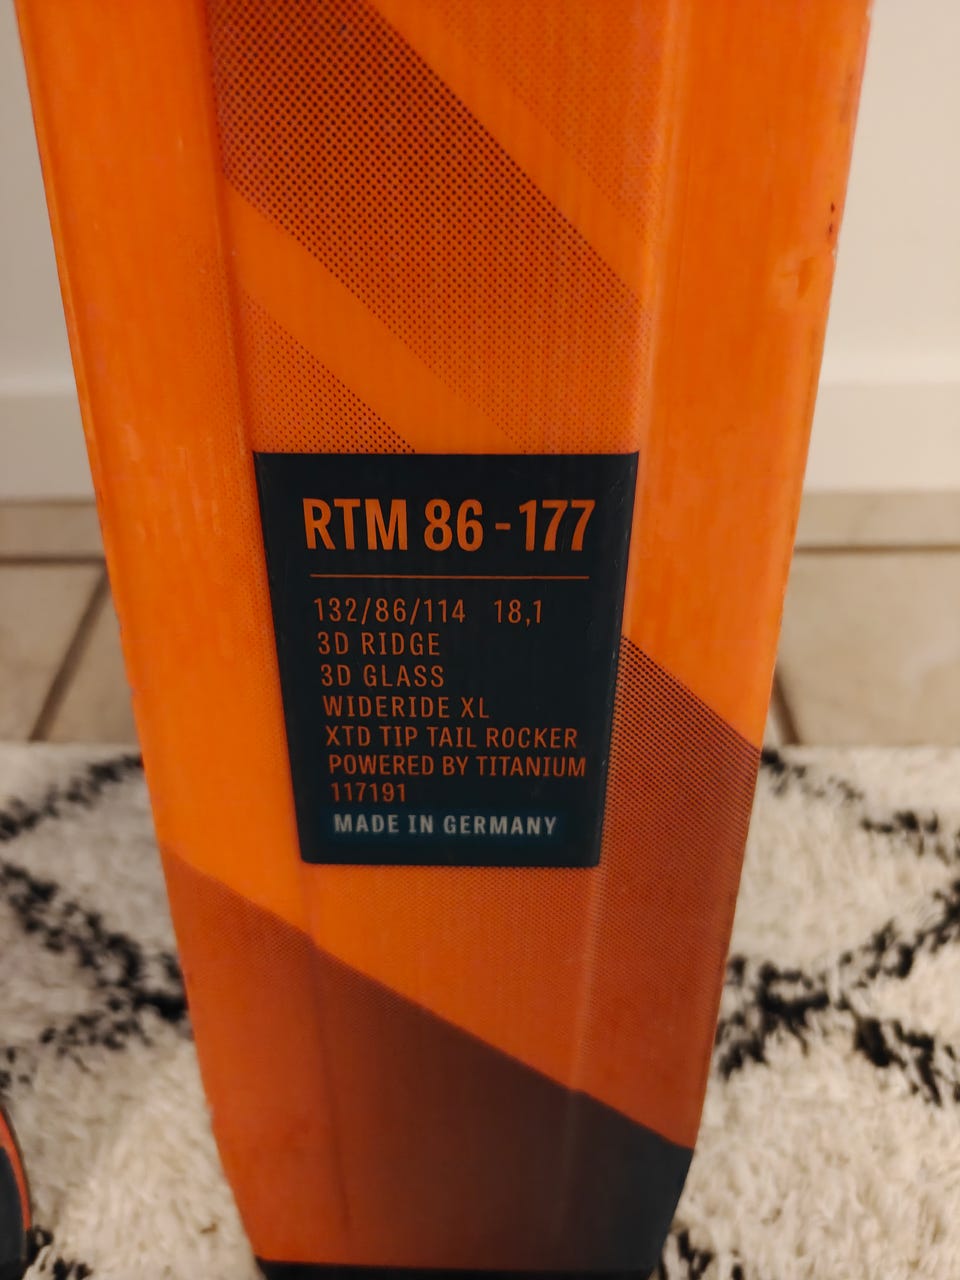 RTM 86 - 177
132/86/114 18,1
3D RIDGE
3D GLASS
WIDERIDE XL
XTD TIP TAIL ROCKER
POWERED BY TITANIUM
117191
MADE IN GERMANY